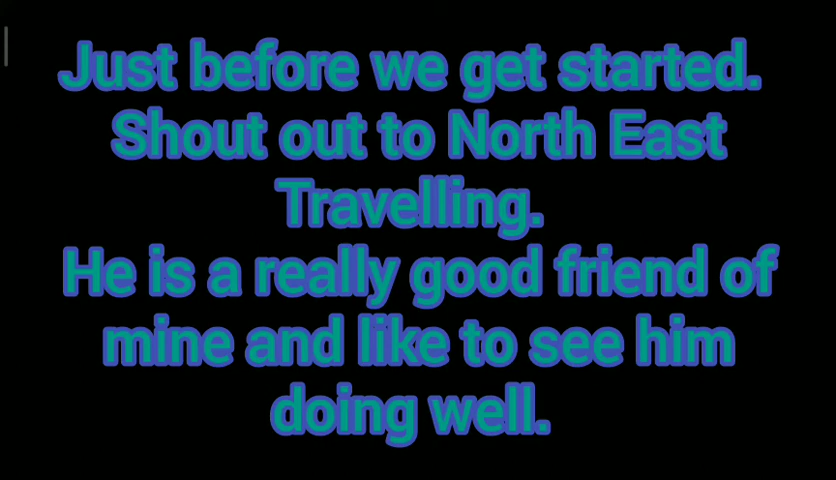 Just before we get started.
Shout out to North East
Travelling.
He is a really good friend of
mine and like to see him
doing well.